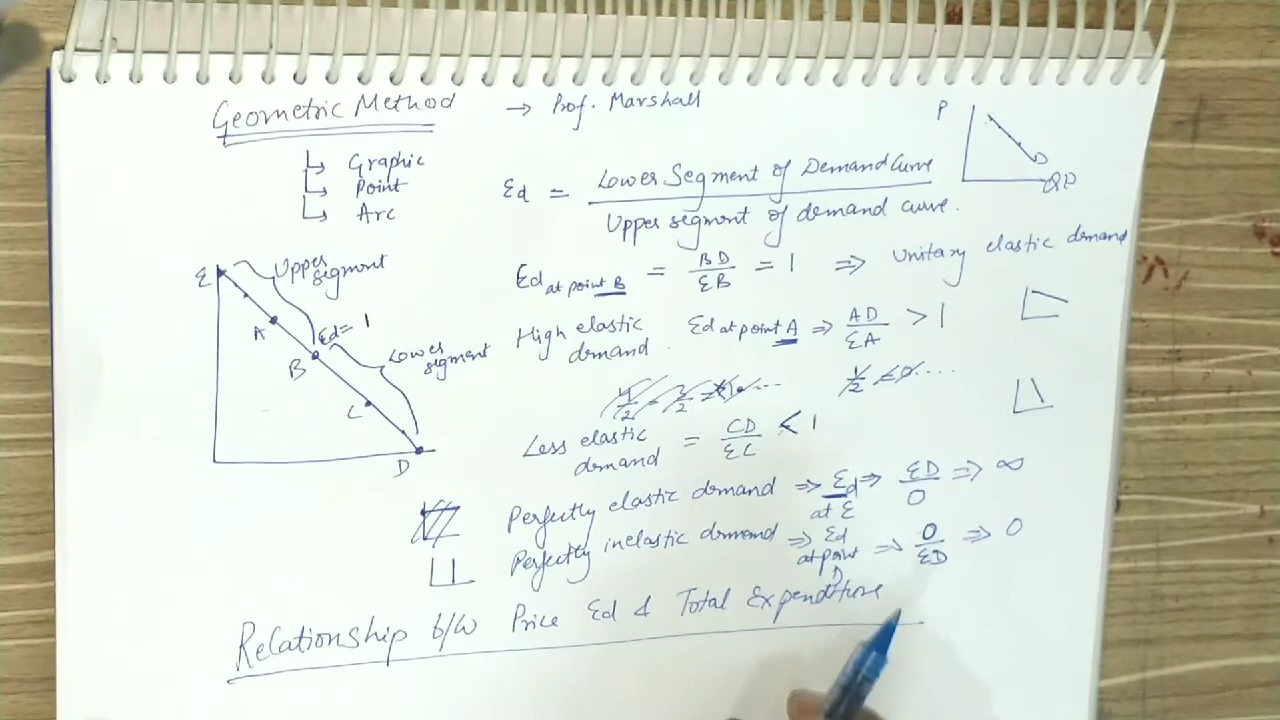 Geometric Method → Prof. Marshall
↳ Graphic
↳ Point
↳ Arc
P
D
Ed = Lower Segment of Demand Curve / Upper segment of demand curve.
E
Upper segment
A
Ed = 1
B
Lower segment
C
D
Ed at point B = BD / EB = 1 ⇒ Unitary elastic demand
High elastic demand. Ed at point A ⇒ AD / EA > 1
Less elastic demand = CD / EC < 1
Perfectly elastic demand ⇒ Ed at E ⇒ ED / 0 ⇒ ∞
Perfectly inelastic demand ⇒ Ed at point D ⇒ 0 / ED ⇒ 0
Relationship b/w Price Ed & Total Expenditure